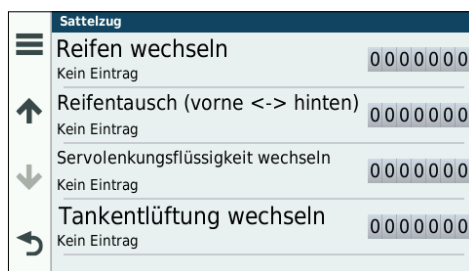 Sattelzug
Reifen wechseln
0000000
Kein Eintrag
Reifentausch (vorne <-> hinten)
0000000
Kein Eintrag
Servolenkungsflüssigkeit wechseln
0000000
Kein Eintrag
Tankentlüftung wechseln
0000000
Kein Eintrag